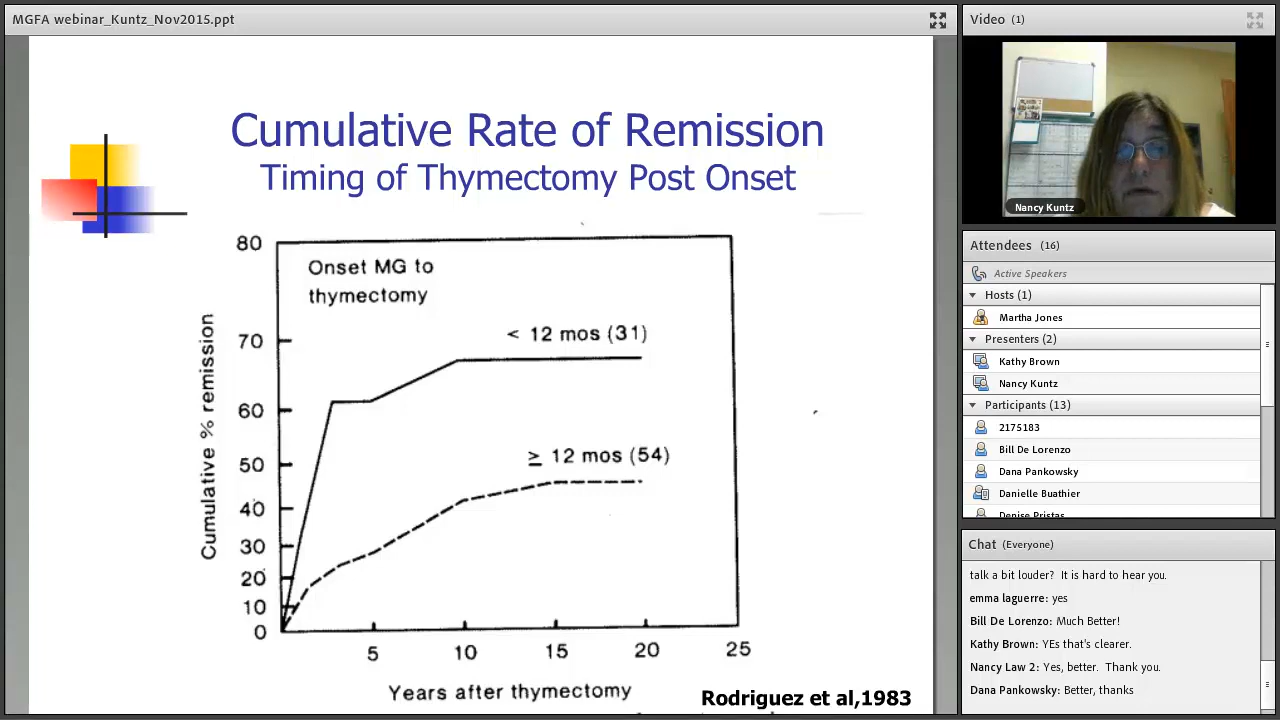 MGFA webinar_Kuntz_Nov2015.ppt
Cumulative Rate of Remission
Timing of Thymectomy Post Onset
Onset MG to
thymectomy
< 12 mos (31)
≥ 12 mos (54)
Cumulative % remission
80
70
60
50
40
30
20
10
0
5 10 15 20 25
Years after thymectomy
Rodriguez et al,1983
Video (1)
Nancy Kuntz
Attendees (16)
Active Speakers
Hosts (1)
Martha Jones
Presenters (2)
Kathy Brown
Nancy Kuntz
Participants (13)
2175183
Bill De Lorenzo
Dana Pankowsky
Danielle Buathier
Denise Pristas
Chat (Everyone)
talk a bit louder? It is hard to hear you.
emma laguerre: yes
Bill De Lorenzo: Much Better!
Kathy Brown: YEs that's clearer.
Nancy Law 2: Yes, better. Thank you.
Dana Pankowsky: Better, thanks